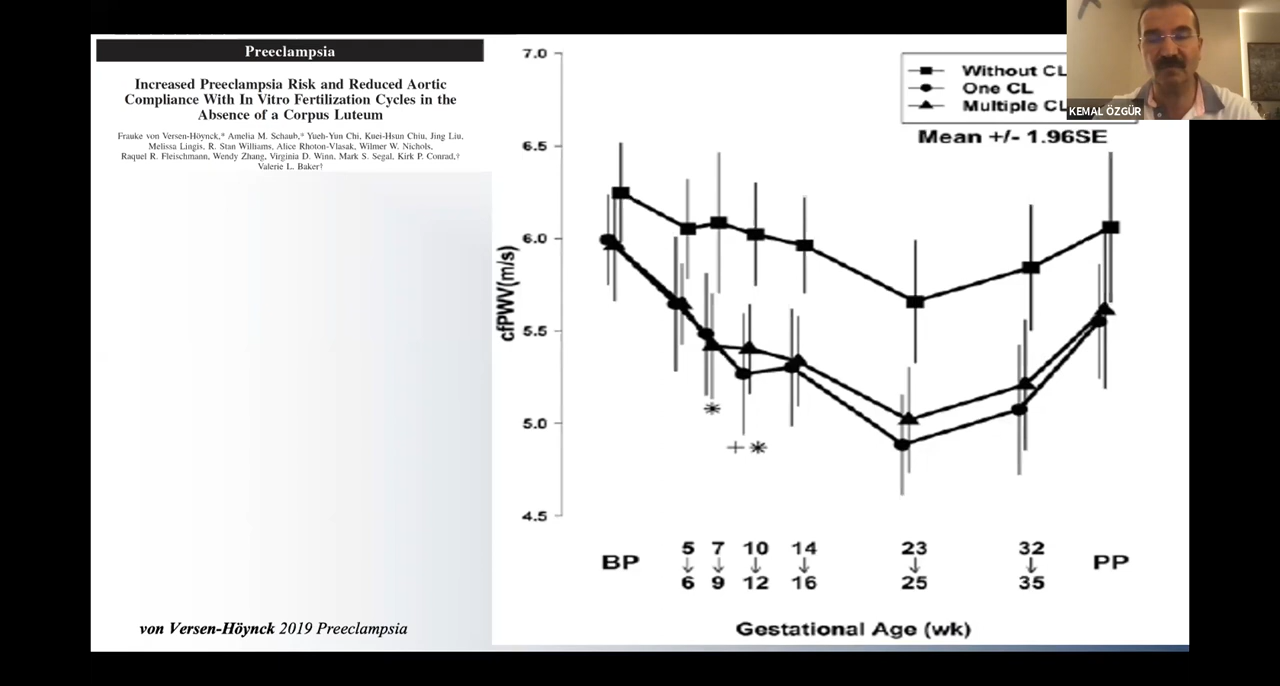 Preeclampsia
Increased Preeclampsia Risk and Reduced Aortic
Compliance With In Vitro Fertilization Cycles in the
Absence of a Corpus Luteum
Frauke von Versen-Höynck,* Amelia M. Schaub,* Yueh-Yun Chi, Kuei-Hsun Chiu, Jing Liu,
Melissa Lingis, R. Stan Williams, Alice Rhoton-Vlasak, Wilmer W. Nichols,
Raquel R. Fleischmann, Wendy Zhang, Virginia D. Winn, Mark S. Segal, Kirk P. Conrad,†
Valerie L. Baker†
von Versen-Höynck 2019 Preeclampsia
Without CL
One CL
Multiple CL
Mean +/- 1.96SE
KEMAL ÖZGÜR
cfPWV(m/s)
7.0
6.5
6.0
5.5
5.0
4.5
*
+*
BP 5 7 10 14 23 32 PP
↓ ↓ ↓ ↓ ↓ ↓
6 9 12 16 25 35
Gestational Age (wk)